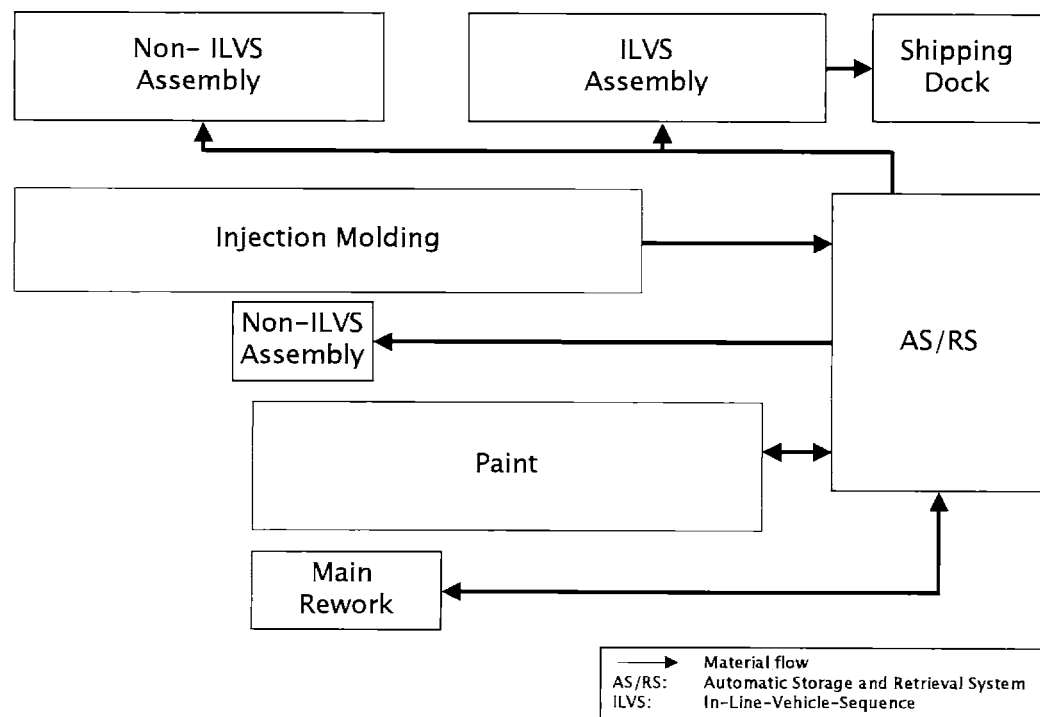 Non- ILVS
Assembly
ILVS
Assembly
Shipping
Dock
Injection Molding
Non-ILVS
Assembly
AS/RS
Paint
Main
Rework
Material flow
AS/RS: Automatic Storage and Retrieval System
ILVS: In-Line-Vehicle-Sequence